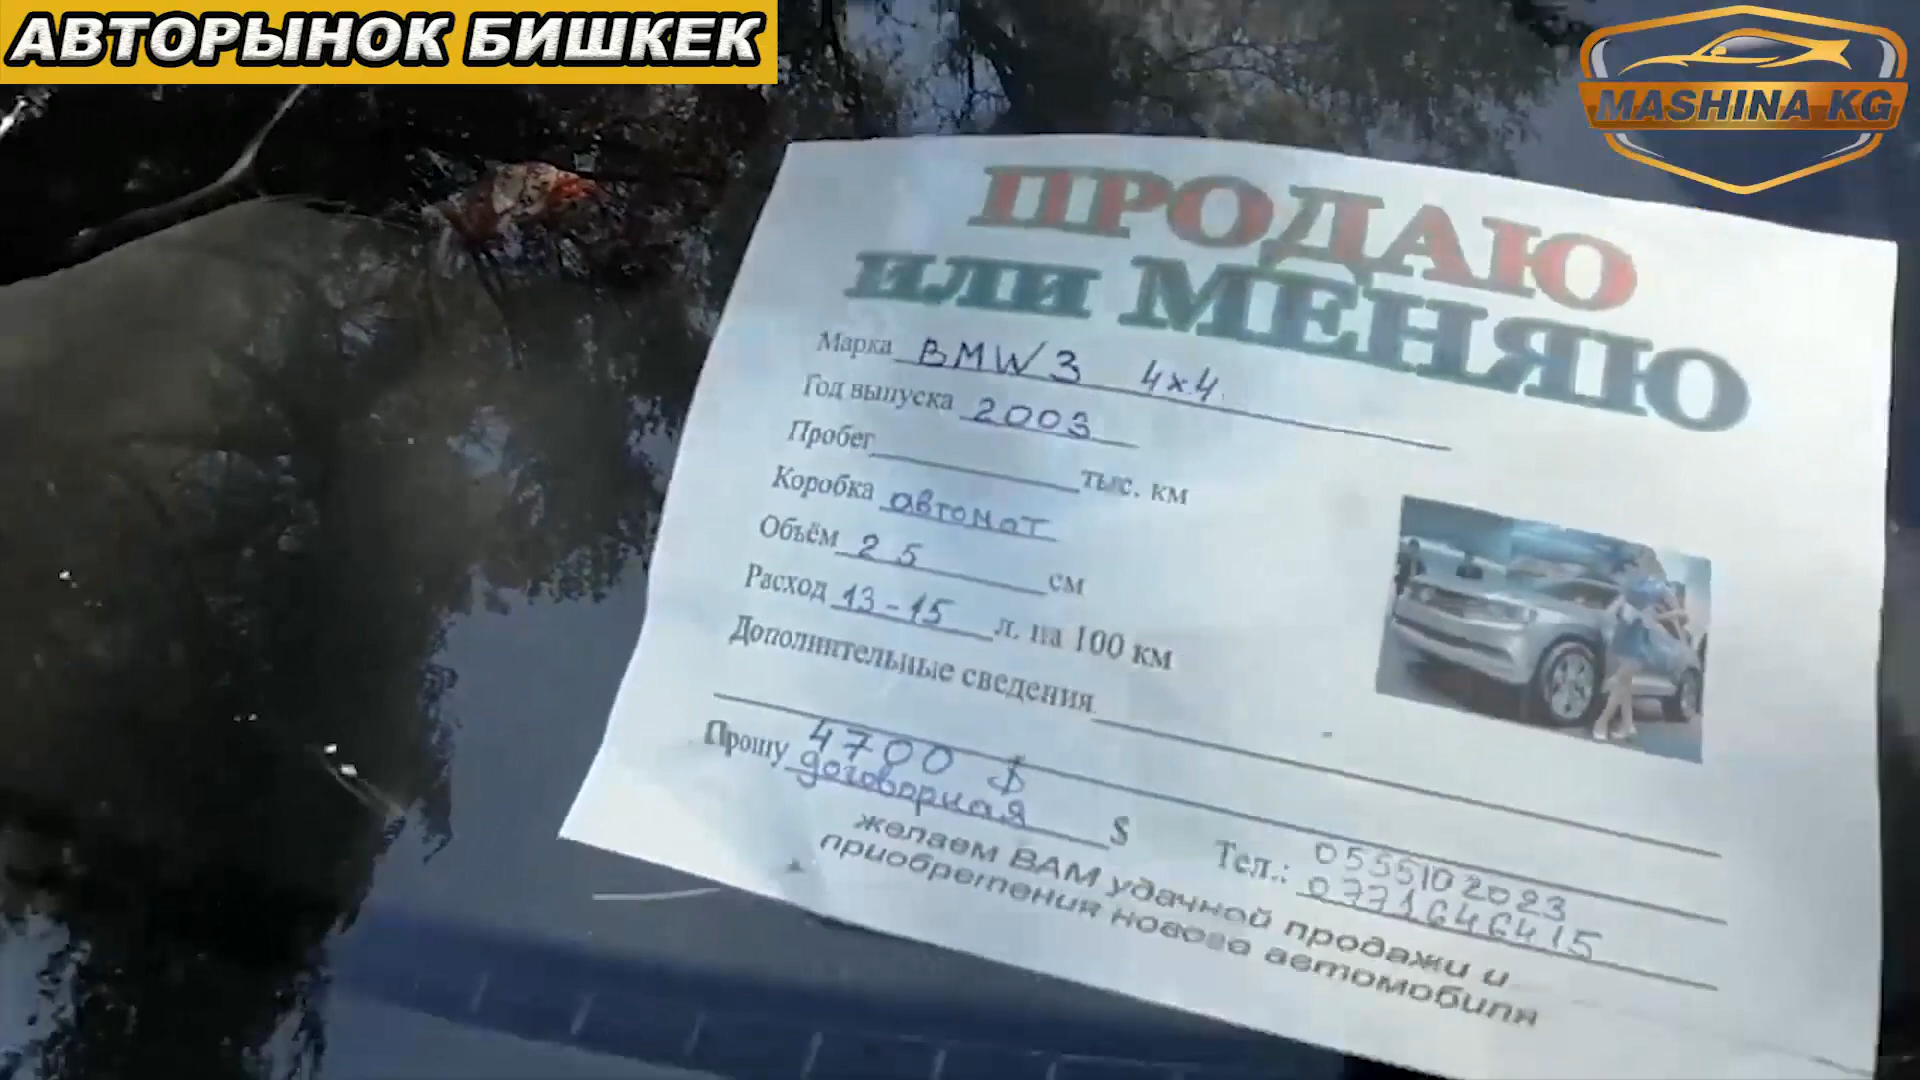 АВТОРЫНОК БИШКЕК
MASHINA KG
ПРОДАЮ
или МЕНЯЮ
Марка BMW 3 4x4
Год выпуска 2003
Пробег тыс. км
Коробка автомат
Объём 2 5 см
Расход 13-15 л. на 100 км
Дополнительные сведения
4700 $
Прошу договорная $
Тел.: 0555102023
0771646415
желаем ВАМ удачной продажи и
приобретения нового автомобиля